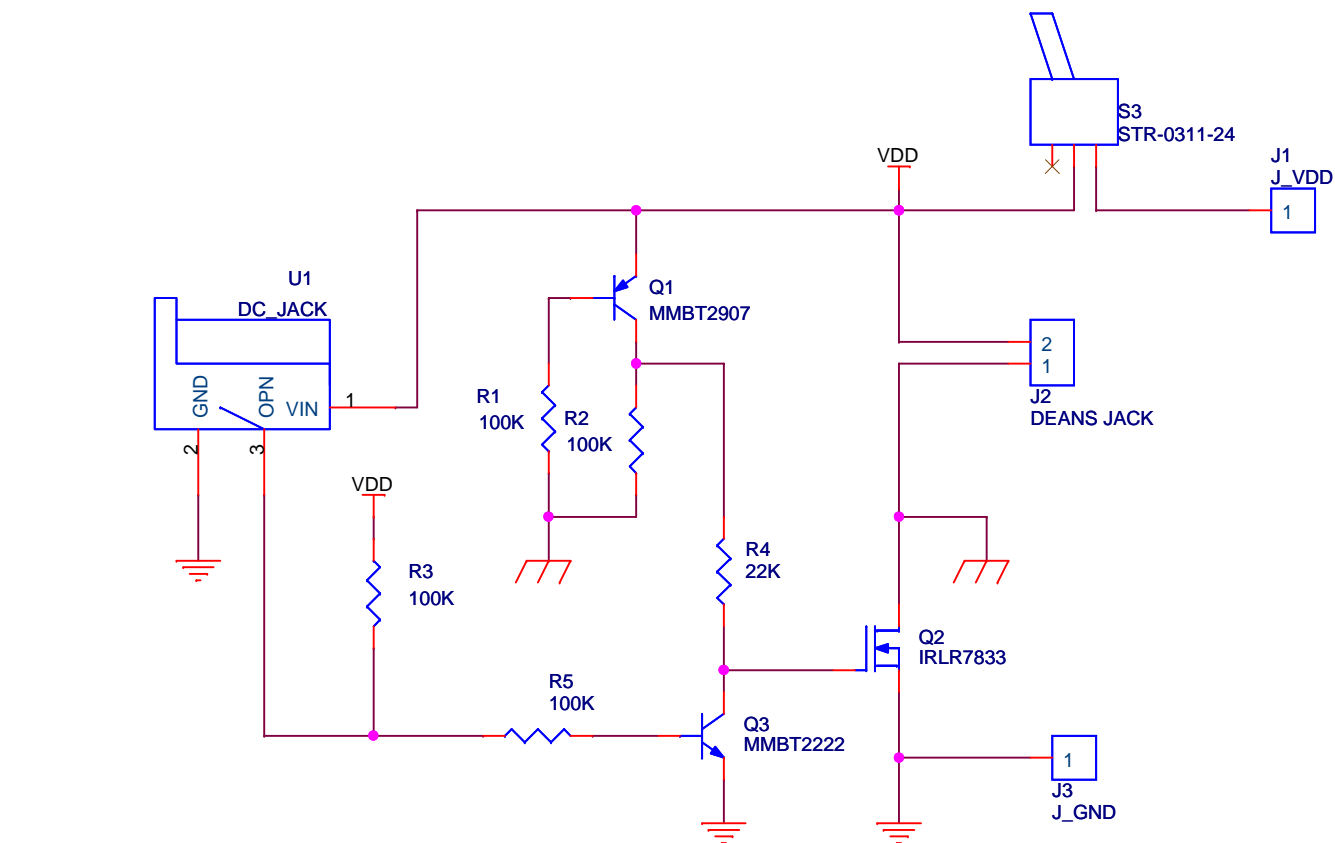 S3
STR-0311-24
J1
J_VDD
1
VDD
U1
DC_JACK
GND
OPN
VIN
1
2
3
Q1
MMBT2907
2
1
J2
DEANS JACK
R1
100K
R2
100K
VDD
R3
100K
R4
22K
Q2
IRLR7833
R5
100K
Q3
MMBT2222
1
J3
J_GND